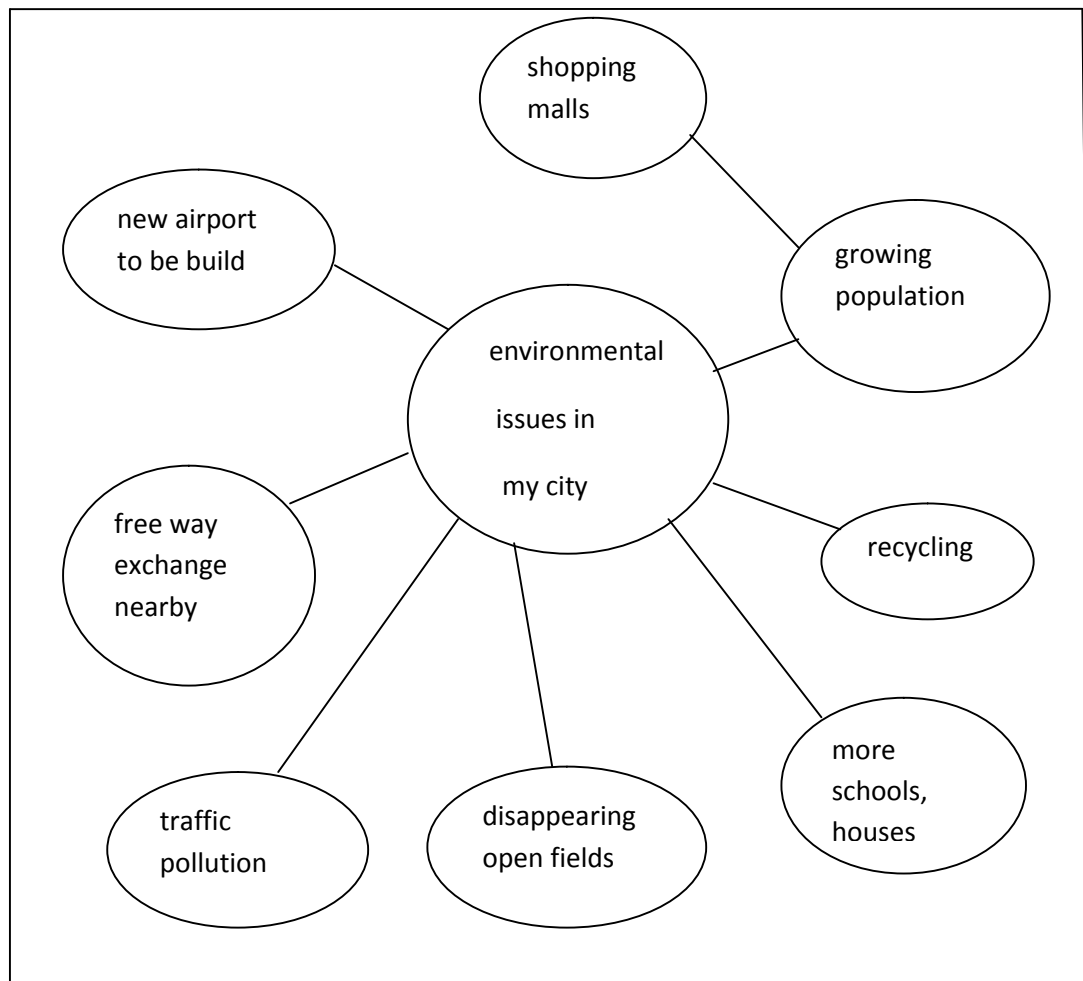 shopping
malls
new airport
to be build
growing
population
environmental
issues in
my city
free way
exchange
nearby
recycling
more
schools,
houses
traffic
pollution
disappearing
open fields